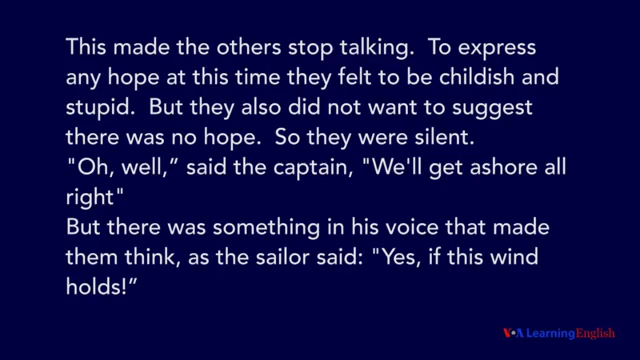 This made the others stop talking.  To express
any hope at this time they felt to be childish and
stupid.  But they also did not want to suggest
there was no hope.  So they were silent.
"Oh, well,” said the captain, "We'll get ashore all
right"
But there was something in his voice that made
them think, as the sailor said: "Yes, if this wind
holds!”
VOA Learning English